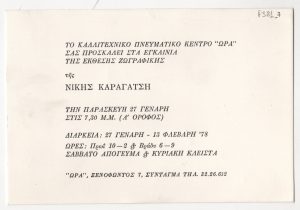 8381_7
ΤΟ ΚΑΛΛΙΤΕΧΝΙΚΟ ΠΝΕΥΜΑΤΙΚΟ ΚΕΝΤΡΟ "ΩΡΑ"
ΣΑΣ ΠΡΟΣΚΑΛΕΙ ΣΤΑ ΕΓΚΑΙΝΙΑ
ΤΗΣ ΕΚΘΕΣΗΣ ΖΩΓΡΑΦΙΚΗΣ
τῆς
ΝΙΚΗΣ ΚΑΡΑΓΑΤΣΗ
ΤΗΝ ΠΑΡΑΣΚΕΥΗ 27 ΓΕΝΑΡΗ
ΣΤΙΣ 7,30 Μ.Μ. (Α' ΟΡΟΦΟΣ)
ΔΙΑΡΚΕΙΑ: 27 ΓΕΝΑΡΗ - 13 ΦΛΕΒΑΡΗ '78
ΩΡΕΣ: Πρωί 10-2 & Βράδυ 6-9
ΣΑΒΒΑΤΟ ΑΠΟΓΕΥΜΑ & ΚΥΡΙΑΚΗ ΚΛΕΙΣΤΑ
"ΩΡΑ", ΞΕΝΟΦΩΝΤΟΣ 7, ΣΥΝΤΑΓΜΑ ΤΗΛ. 32.26.632